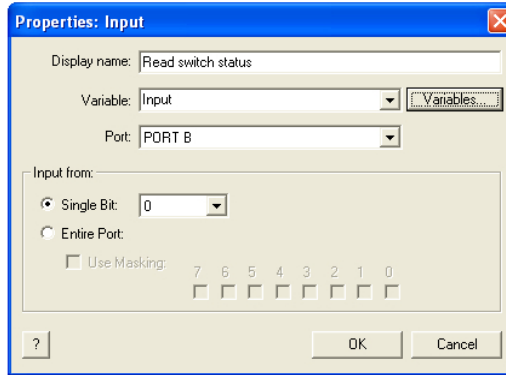 Properties: Input
Display name: Read switch status
Variable: Input Variables...
Port: PORT B
Input from:
Single Bit: 0
Entire Port:
Use Masking: 7 6 5 4 3 2 1 0
? OK Cancel